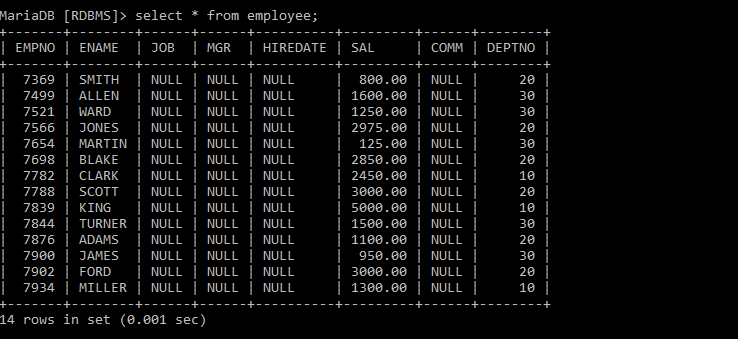 MariaDB [RDBMS]> select * from employee;
+-------+--------+------+------+----------+---------+------+--------+
| EMPNO | ENAME  | JOB  | MGR  | HIREDATE | SAL     | COMM | DEPTNO |
+-------+--------+------+------+----------+---------+------+--------+
|  7369 | SMITH  | NULL | NULL | NULL     |  800.00 | NULL |     20 |
|  7499 | ALLEN  | NULL | NULL | NULL     | 1600.00 | NULL |     30 |
|  7521 | WARD   | NULL | NULL | NULL     | 1250.00 | NULL |     30 |
|  7566 | JONES  | NULL | NULL | NULL     | 2975.00 | NULL |     20 |
|  7654 | MARTIN | NULL | NULL | NULL     |  125.00 | NULL |     30 |
|  7698 | BLAKE  | NULL | NULL | NULL     | 2850.00 | NULL |     20 |
|  7782 | CLARK  | NULL | NULL | NULL     | 2450.00 | NULL |     10 |
|  7788 | SCOTT  | NULL | NULL | NULL     | 3000.00 | NULL |     20 |
|  7839 | KING   | NULL | NULL | NULL     | 5000.00 | NULL |     10 |
|  7844 | TURNER | NULL | NULL | NULL     | 1500.00 | NULL |     30 |
|  7876 | ADAMS  | NULL | NULL | NULL     | 1100.00 | NULL |     20 |
|  7900 | JAMES  | NULL | NULL | NULL     |  950.00 | NULL |     30 |
|  7902 | FORD   | NULL | NULL | NULL     | 3000.00 | NULL |     20 |
|  7934 | MILLER | NULL | NULL | NULL     | 1300.00 | NULL |     10 |
+-------+--------+------+------+----------+---------+------+--------+
14 rows in set (0.001 sec)